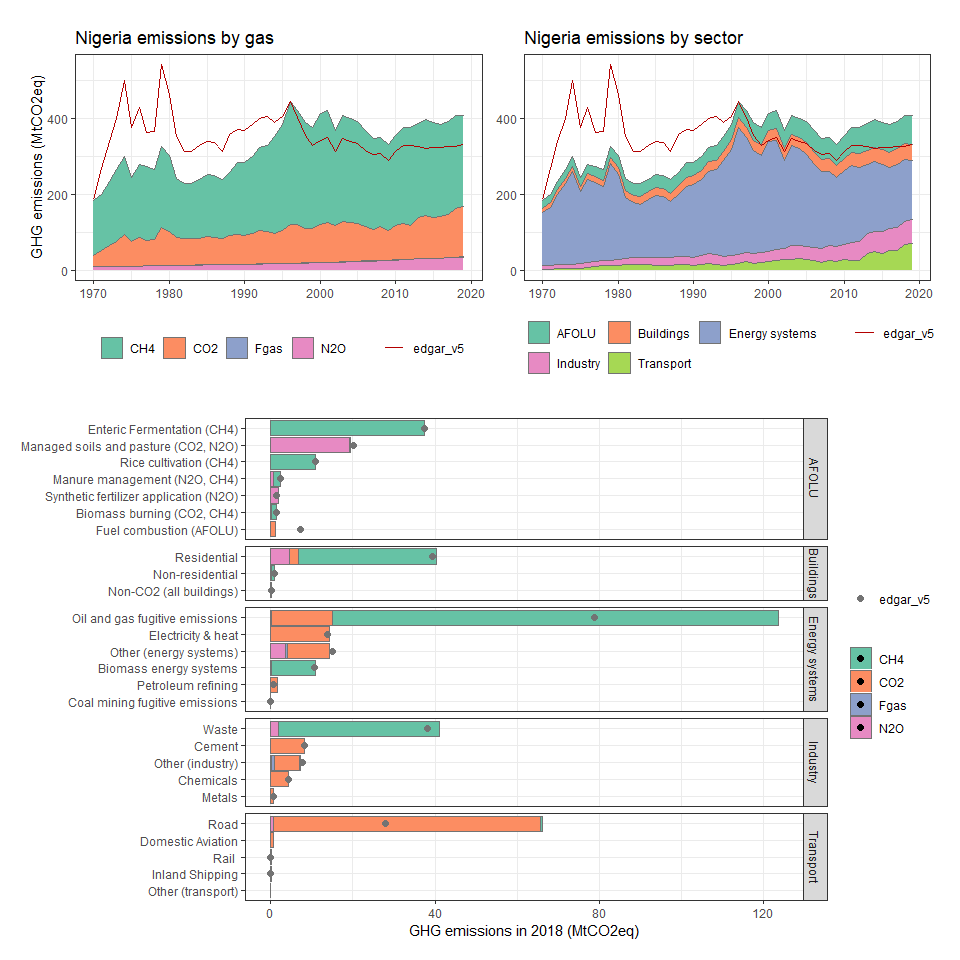 Nigeria emissions by gas
GHG emissions (MtCO2eq)
400
200
0
1970
1980
1990
2000
2010
2020
CH4
CO2
Fgas
N2O
edgar_v5
Nigeria emissions by sector
400
200
0
1970
1980
1990
2000
2010
2020
AFOLU
Buildings
Energy systems
edgar_v5
Industry
Transport
Enteric Fermentation (CH4)
Managed soils and pasture (CO2, N2O)
Rice cultivation (CH4)
Manure management (N2O, CH4)
Synthetic fertilizer application (N2O)
Biomass burning (CO2, CH4)
Fuel combustion (AFOLU)
AFOLU
Residential
Non-residential
Non-CO2 (all buildings)
Buildings
Oil and gas fugitive emissions
Electricity & heat
Other (energy systems)
Biomass energy systems
Petroleum refining
Coal mining fugitive emissions
Energy systems
Waste
Cement
Other (industry)
Chemicals
Metals
Industry
Road
Domestic Aviation
Rail
Inland Shipping
Other (transport)
Transport
0
40
80
120
GHG emissions in 2018 (MtCO2eq)
edgar_v5
CH4
CO2
Fgas
N2O